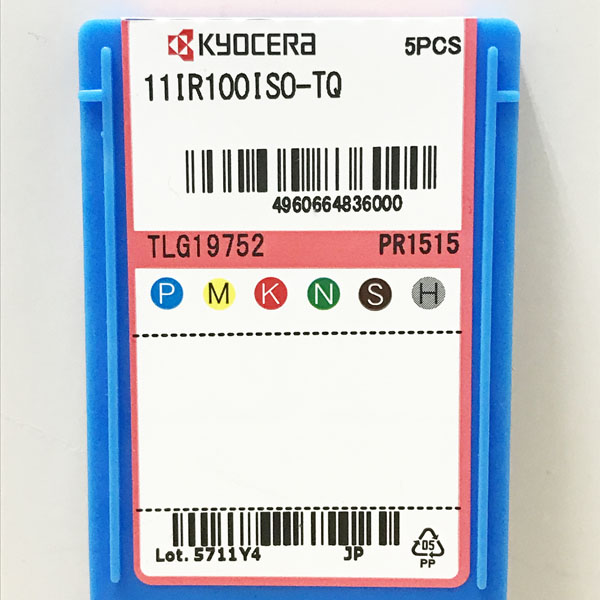 KYOCERA 5PCS
11IR100ISO-TQ
4960664836000
TLG19752 PR1515
P M K N S H
Lot. 5711Y4 JP
05
PP